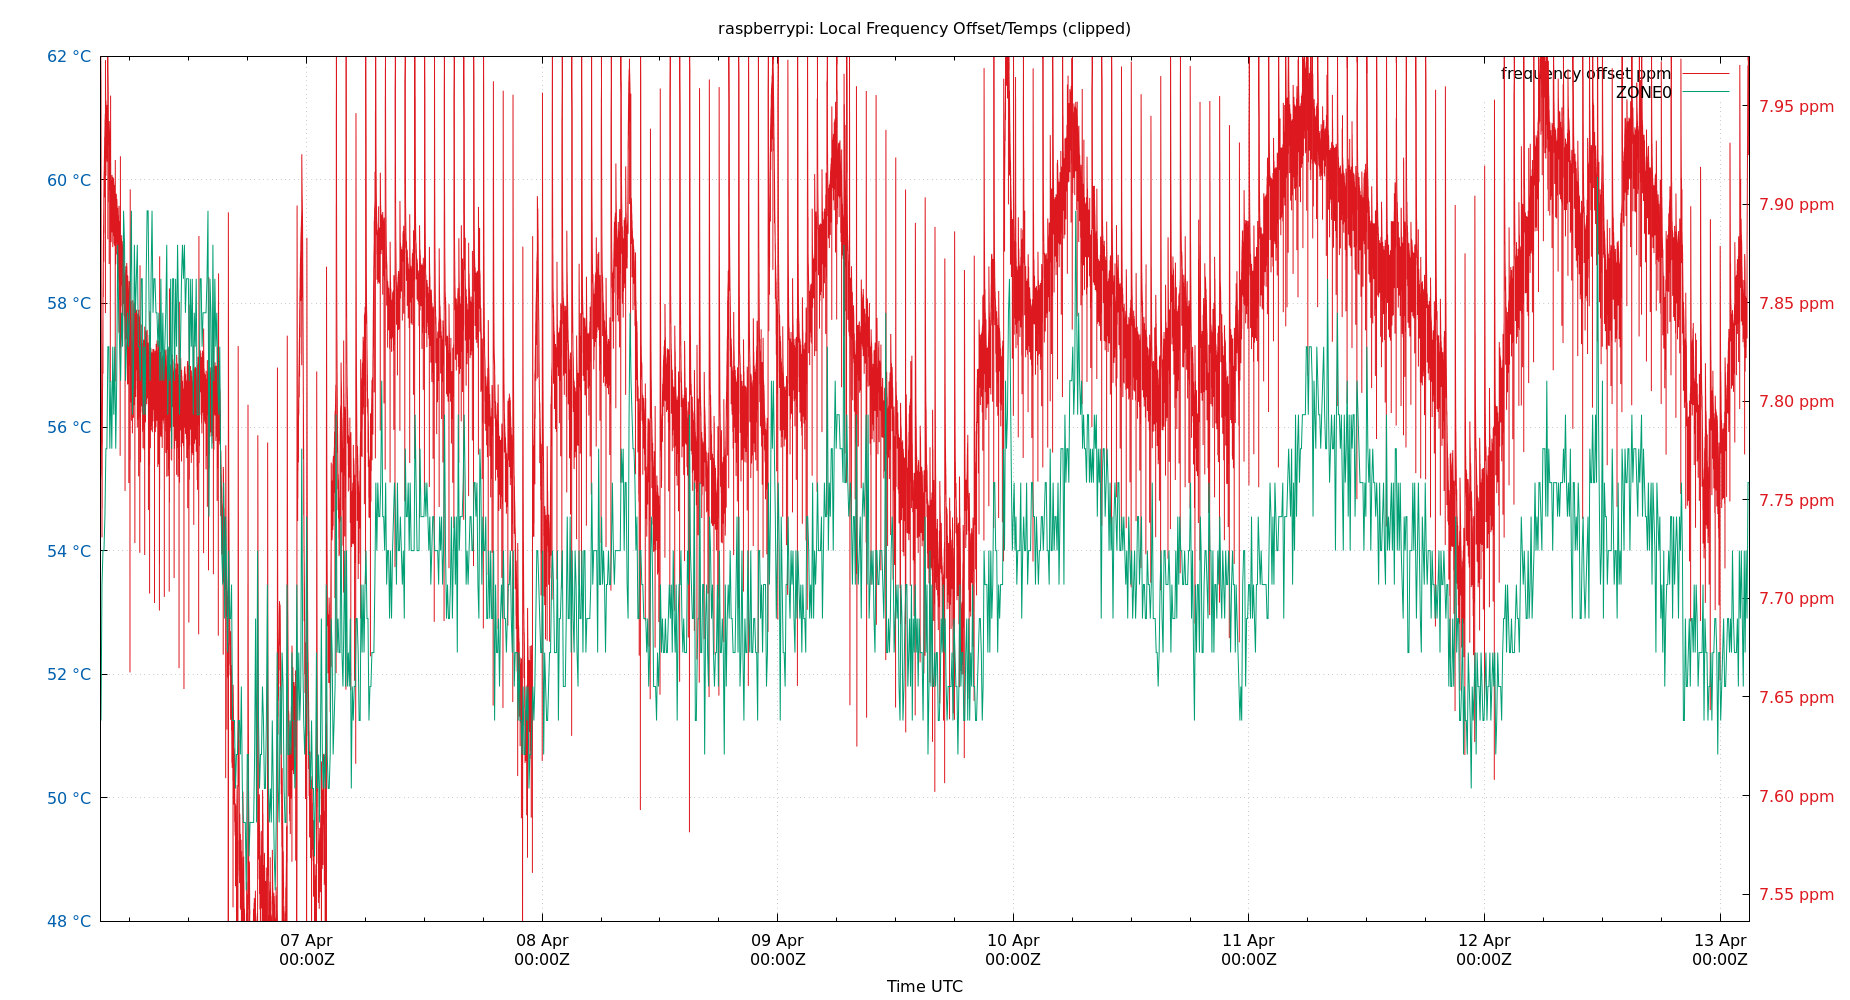 raspberrypi: Local Frequency Offset/Temps (clipped)
62 °C
60 °C
58 °C
56 °C
54 °C
52 °C
50 °C
48 °C
frequency offset ppm
ZONE0
7.95 ppm
7.90 ppm
7.85 ppm
7.80 ppm
7.75 ppm
7.70 ppm
7.65 ppm
7.60 ppm
7.55 ppm
07 Apr
00:00Z
08 Apr
00:00Z
09 Apr
00:00Z
10 Apr
00:00Z
11 Apr
00:00Z
12 Apr
00:00Z
13 Apr
00:00Z
Time UTC